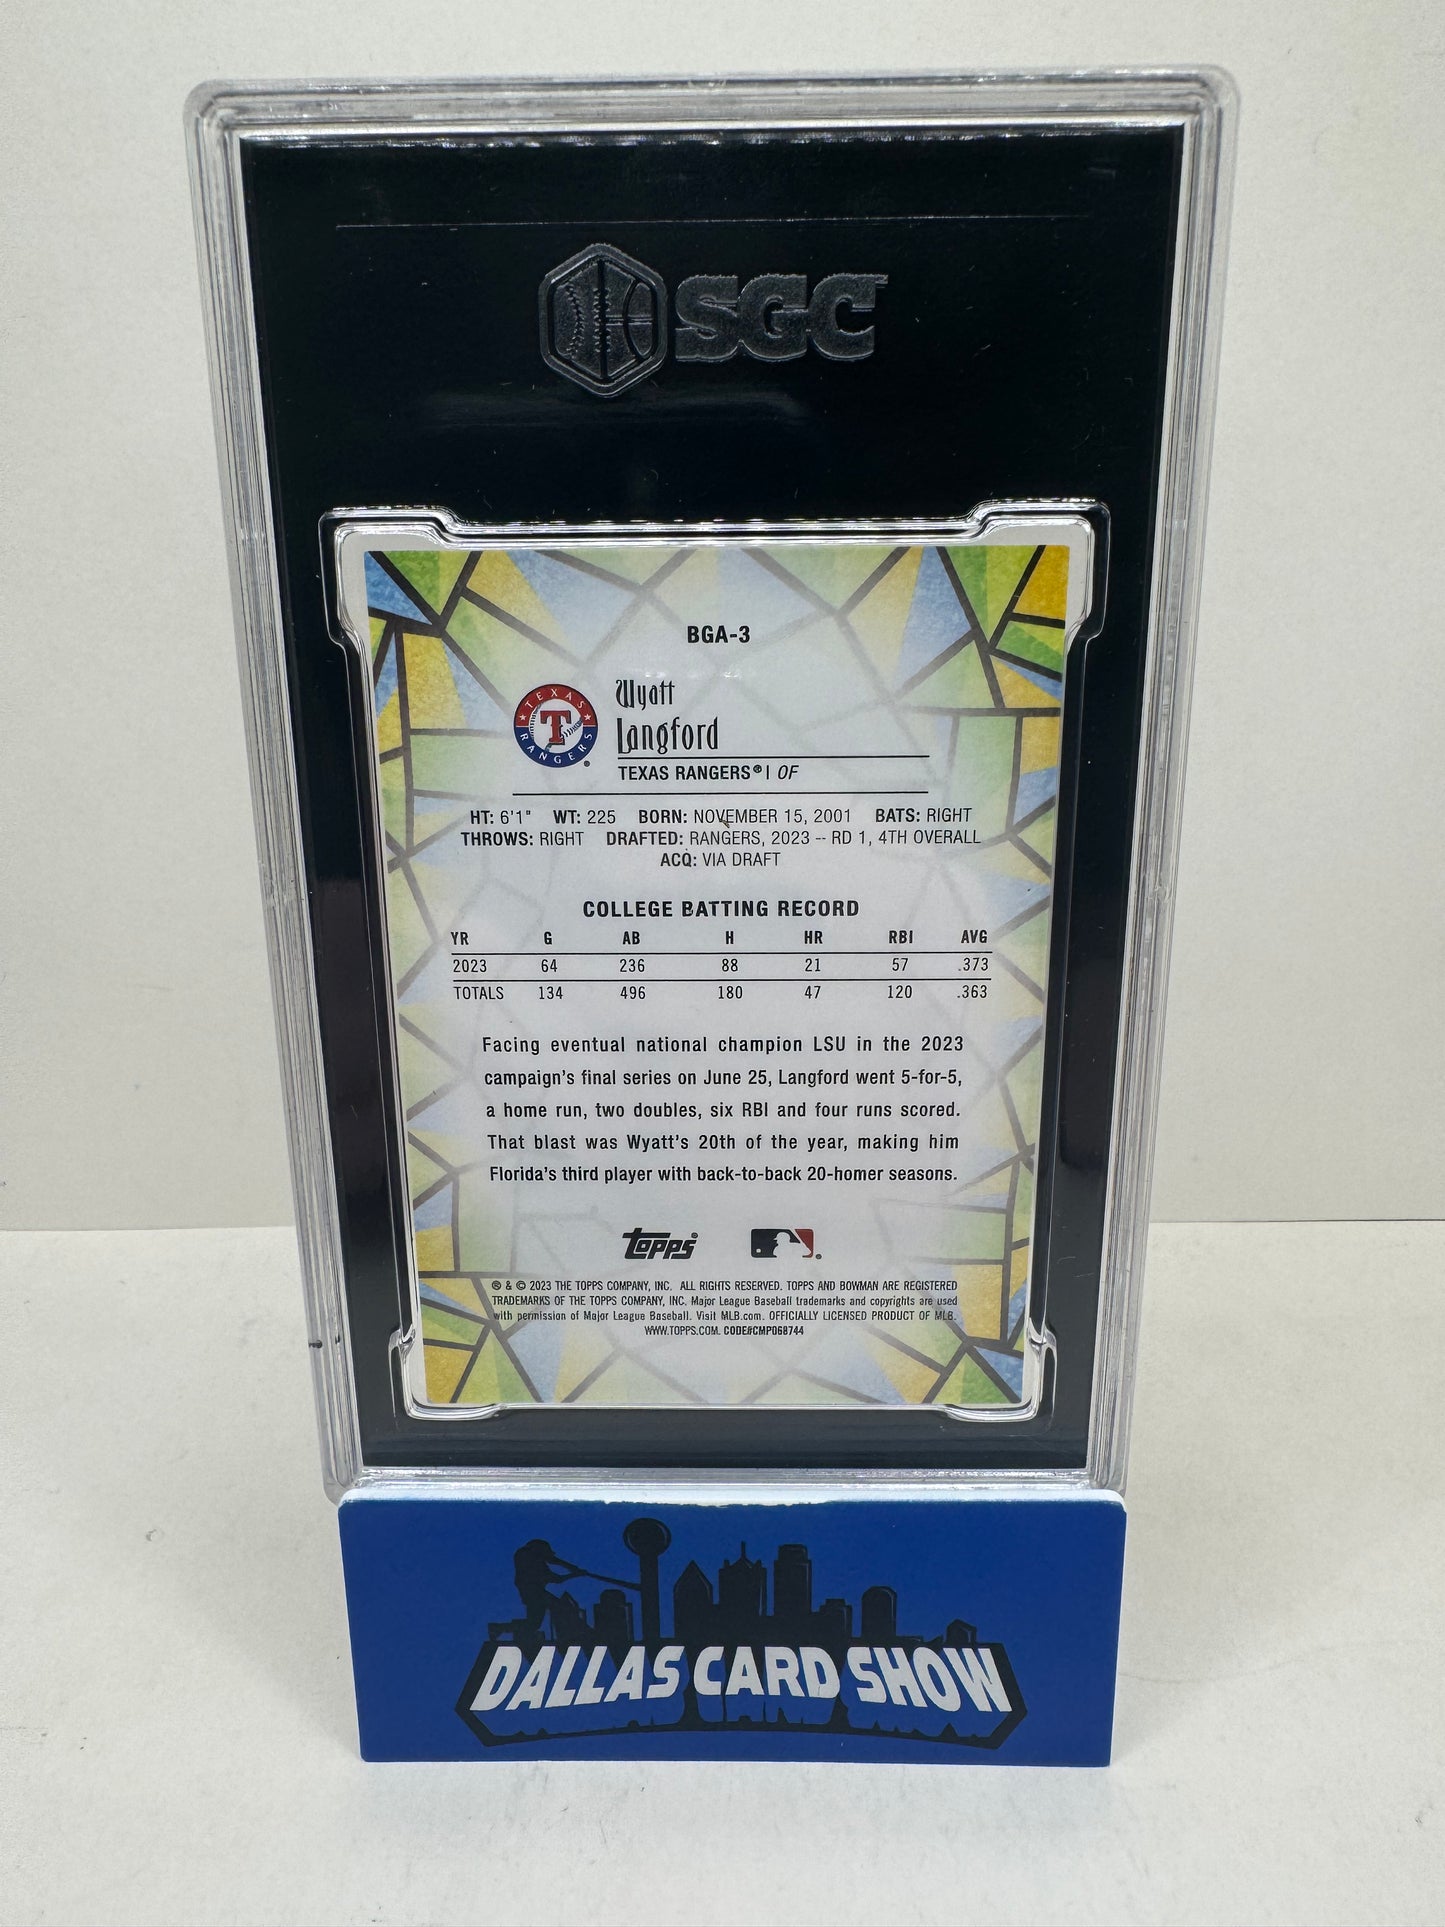 SGC
BGA-3
Wyatt
Langford
TEXAS RANGERS
TEXAS RANGERS® | OF
HT: 6'1" WT: 225 BORN: NOVEMBER 15, 2001 BATS: RIGHT
THROWS: RIGHT DRAFTED: RANGERS, 2023 -- RD 1, 4TH OVERALL
ACQ: VIA DRAFT
COLLEGE BATTING RECORD
YR G AB H HR RBI AVG
2023 64 236 88 21 57 .373
TOTALS 134 496 180 47 120 .363
Facing eventual national champion LSU in the 2023
campaign's final series on June 25, Langford went 5-for-5,
a home run, two doubles, six RBI and four runs scored.
That blast was Wyatt's 20th of the year, making him
Florida's third player with back-to-back 20-homer seasons.
topps
® & © 2023 THE TOPPS COMPANY, INC. ALL RIGHTS RESERVED. TOPPS AND BOWMAN ARE REGISTERED
TRADEMARKS OF THE TOPPS COMPANY, INC. Major League Baseball trademarks and copyrights are used
with permission of Major League Baseball. Visit MLB.com. OFFICIALLY LICENSED PRODUCT OF MLB.
WWW.TOPPS.COM. CODE#CMP068744
DALLAS CARD SHOW